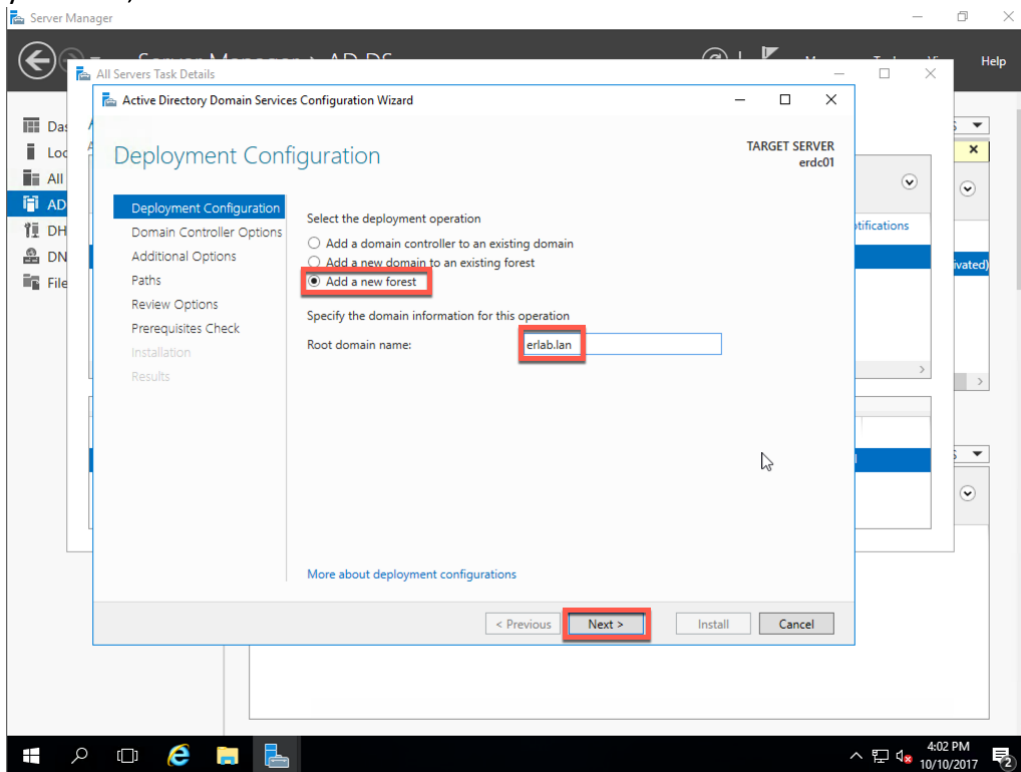 Server Manager
All Servers Task Details
Help
Active Directory Domain Services Configuration Wizard
Deployment Configuration
TARGET SERVER
erdc01
Das
Loc
All
AD
DH
DN
File
Deployment Configuration
Domain Controller Options
Additional Options
Paths
Review Options
Prerequisites Check
Installation
Results
Select the deployment operation
Add a domain controller to an existing domain
Add a new domain to an existing forest
Add a new forest
Specify the domain information for this operation
Root domain name:
erlab.lan
More about deployment configurations
otifications
ivated)
< Previous
Next >
Install
Cancel
4:02 PM
10/10/2017
2